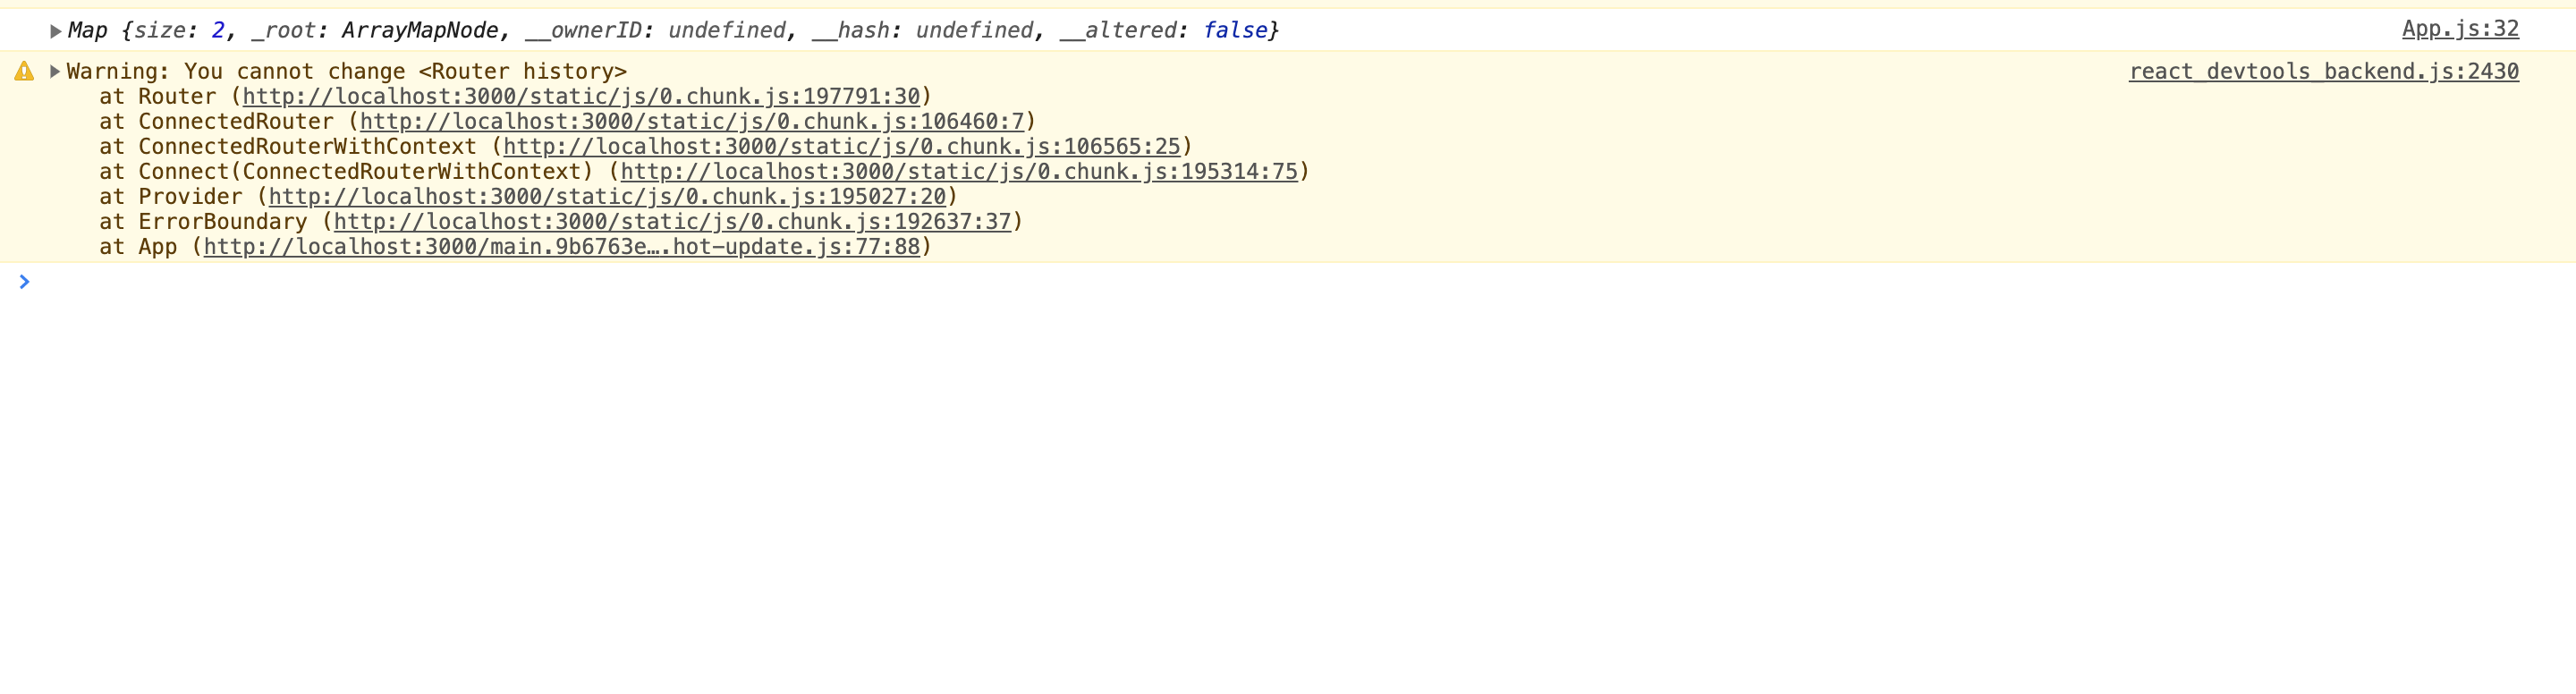 ▶Map {size: 2, _root: ArrayMapNode, __ownerID: undefined, __hash: undefined, __altered: false} App.js:32
▶Warning: You cannot change <Router history> react_devtools_backend.js:2430
at Router (http://localhost:3000/static/js/0.chunk.js:197791:30)
at ConnectedRouter (http://localhost:3000/static/js/0.chunk.js:106460:7)
at ConnectedRouterWithContext (http://localhost:3000/static/js/0.chunk.js:106565:25)
at Connect(ConnectedRouterWithContext) (http://localhost:3000/static/js/0.chunk.js:195314:75)
at Provider (http://localhost:3000/static/js/0.chunk.js:195027:20)
at ErrorBoundary (http://localhost:3000/static/js/0.chunk.js:192637:37)
at App (http://localhost:3000/main.9b6763e….hot-update.js:77:88)
>